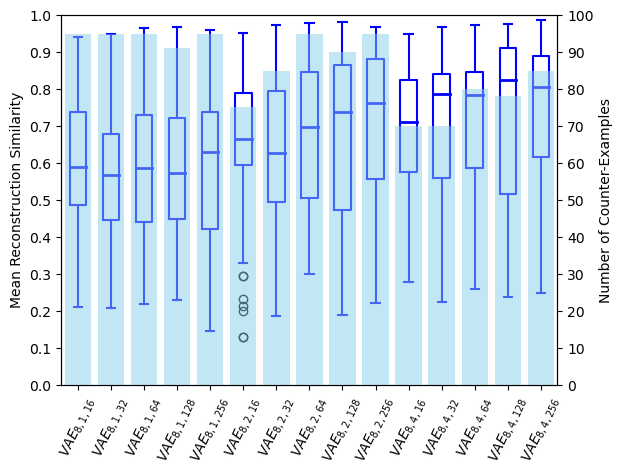 1.0
0.9
0.8
0.7
0.6
0.5
0.4
0.3
0.2
0.1
0.0
Mean Reconstruction Similarity
100
90
80
70
60
50
40
30
20
10
0
Number of Counter-Examples
VAE8,1,16
VAE8,1,32
VAE8,1,64
VAE8,1,128
VAE8,1,256
VAE8,2,16
VAE8,2,32
VAE8,2,64
VAE8,2,128
VAE8,2,256
VAE8,4,16
VAE8,4,32
VAE8,4,64
VAE8,4,128
VAE8,4,256